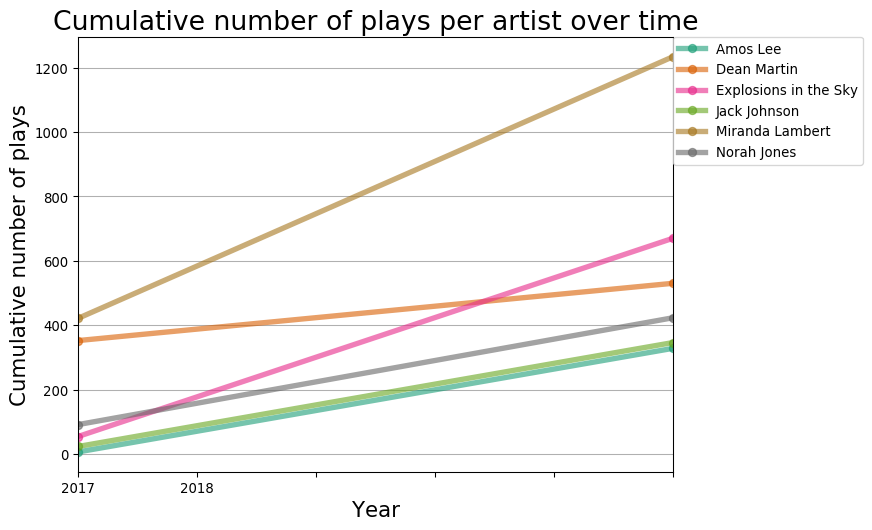 Cumulative number of plays per artist over time
Cumulative number of plays
1200
1000
800
600
400
200
0
2017
2018
Year
Amos Lee
Dean Martin
Explosions in the Sky
Jack Johnson
Miranda Lambert
Norah Jones